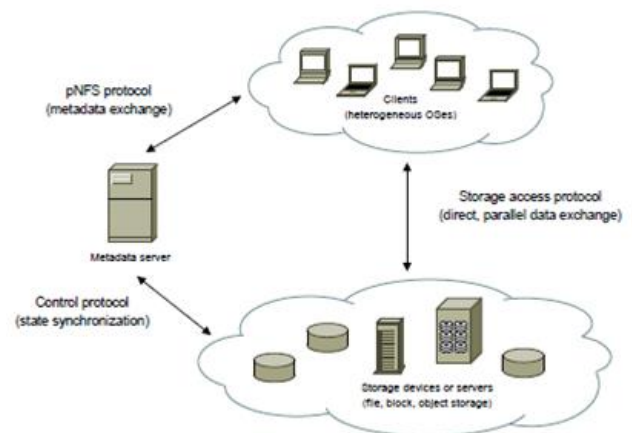 pNFS protocol
(metadata exchange)
Clients
(heterogeneous OSes)
Storage access protocol
(direct, parallel data exchange)
Metadata server
Control protocol
(state synchronization)
Storage devices or servers
(file, block, object storage)